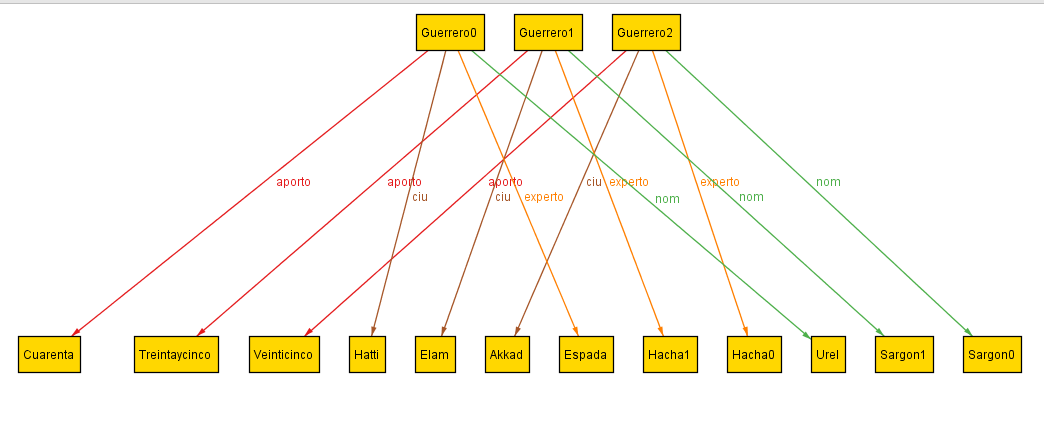 Guerrero0 Guerrero1 Guerrero2
aporto aporto aporto ciu experto experto nom
ciu ciu experto nom nom
Cuarenta Treintaycinco Veinticinco Hatti Elam Akkad Espada Hacha1 Hacha0 Urel Sargon1 Sargon0